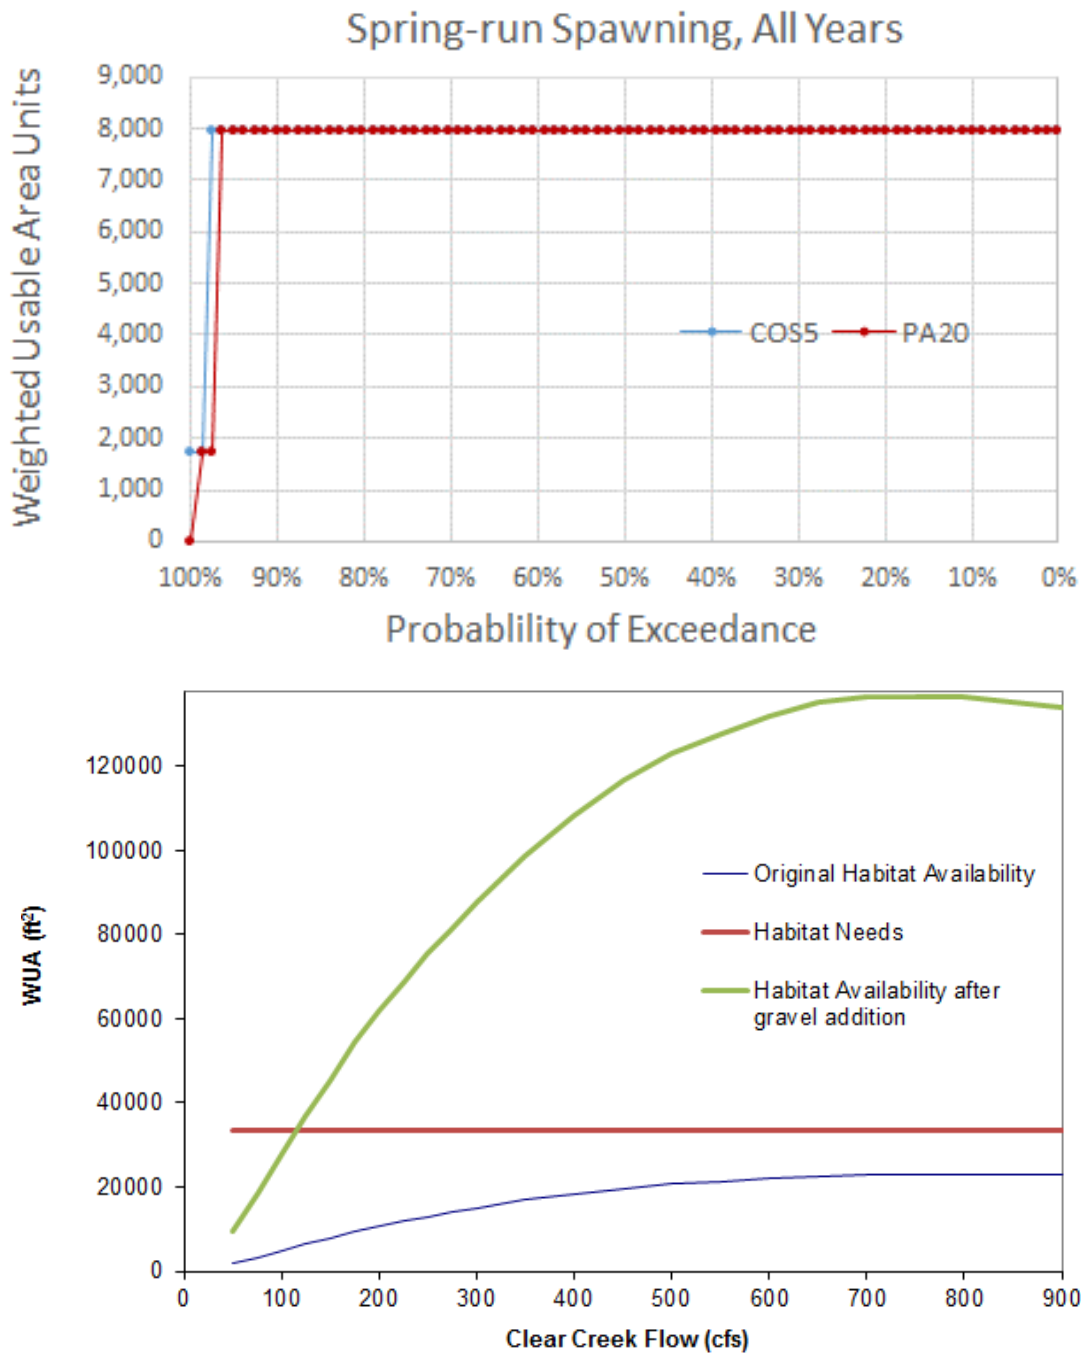 Spring-run Spawning, All Years
Weighted Usable Area Units
9,000
8,000
7,000
6,000
5,000
4,000
3,000
2,000
1,000
0
COS5 PA20
100% 90% 80% 70% 60% 50% 40% 30% 20% 10% 0%
Probablility of Exceedance
WUA (ft²)
120000
100000
80000
60000
40000
20000
0
Original Habitat Availability
Habitat Needs
Habitat Availability after
gravel addition
0 100 200 300 400 500 600 700 800 900
Clear Creek Flow (cfs)